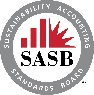 SUSTAINABILITY ACCOUNTING
SASB
STANDARDS BOARD